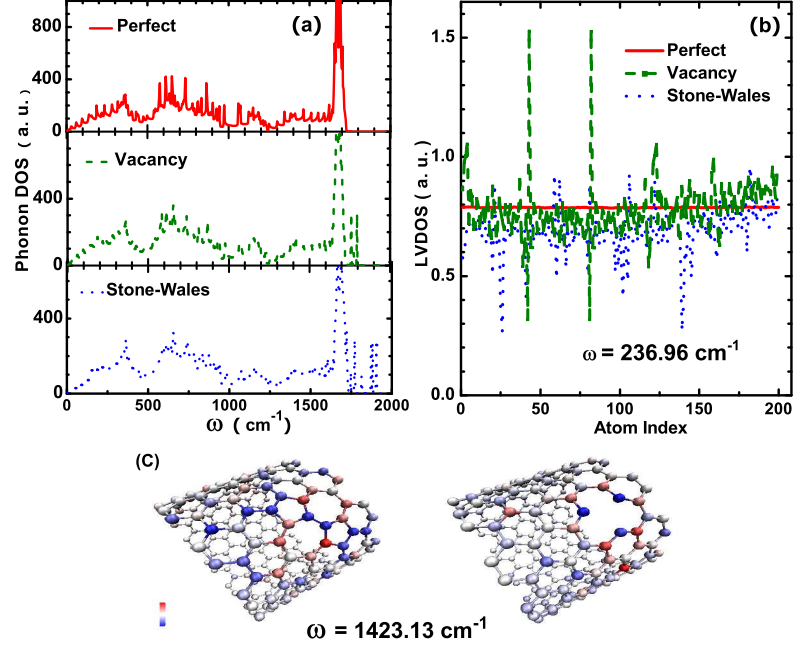 (a)
Perfect
800
400
0
Vacancy
400
0
Stone-Wales
400
0
Phonon DOS ( a. u. )
0 500 1000 1500 2000
ω ( cm-1)
(b)
Perfect
Vacancy
Stone-Wales
1.5
1.0
0.5
0.0
LVDOS ( a. u. )
ω = 236.96 cm-1
0 50 100 150 200
Atom Index
(C)
ω = 1423.13 cm-1